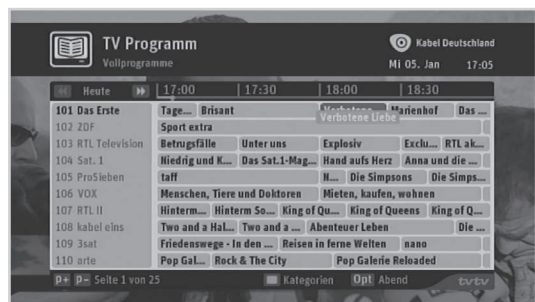 TV Programm
Vollprogramme
Kabel Deutschland
Mi 05. Jan 17:05
Heute 17:00 17:30 18:00 18:30
101 Das Erste Tage... Brisant Verbotene... Marienhof Das ...
Verbotene Liebe
102 ZDF Sport extra
103 RTL Television Betrugsfälle Unter uns Explosiv Exclu... RTL ak...
104 Sat. 1 Niedrig und K... Das Sat.1-Mag... Hand aufs Herz Anna und die ...
105 ProSieben taff N... Die Simpsons Die Simps...
106 VOX Menschen, Tiere und Doktoren Mieten, kaufen, wohnen
107 RTL II Hinterm... Hinterm So... King of Qu... King of Queens King of Q...
108 kabel eins Two and a Hal... Two and a ... Abenteuer Leben Die ...
109 3sat Friedenswege - In den ... Reisen in ferne Welten nano
110 arte Pop Gal... Rock & The City Pop Galerie Reloaded
P+ P- Seite 1 von 25 Kategorien Opt Abend tvtv